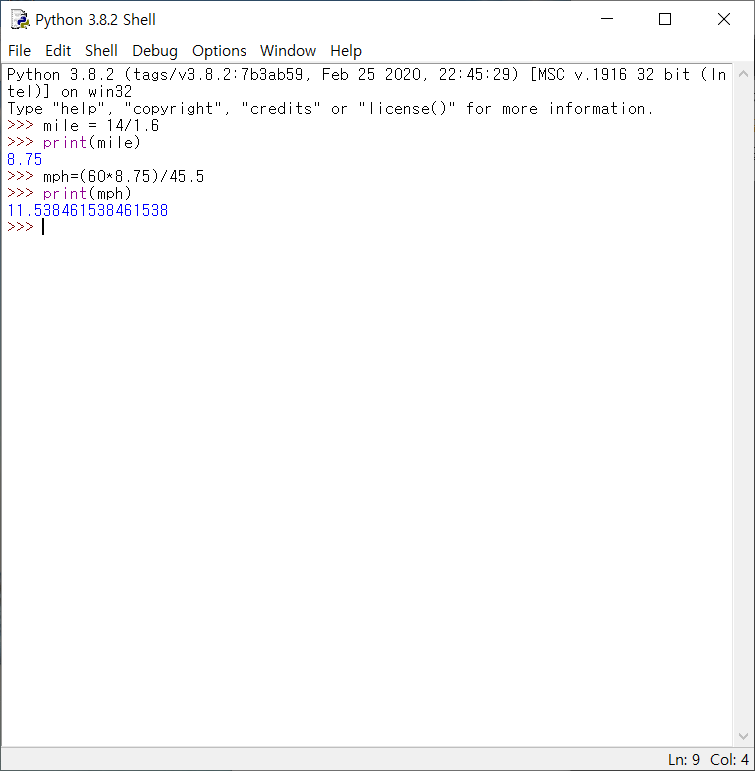 Python 3.8.2 Shell
File Edit Shell Debug Options Window Help
Python 3.8.2 (tags/v3.8.2:7b3ab59, Feb 25 2020, 22:45:29) [MSC v.1916 32 bit (In
tel)] on win32
Type "help", "copyright", "credits" or "license()" for more information.
>>> mile = 14/1.6
>>> print(mile)
8.75
>>> mph=(60*8.75)/45.5
>>> print(mph)
11.538461538461538
>>>
Ln: 9 Col: 4